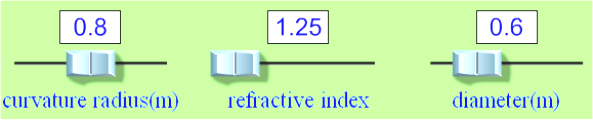 0.8 1.25 0.6
curvature radius(m) refractive index diameter(m)